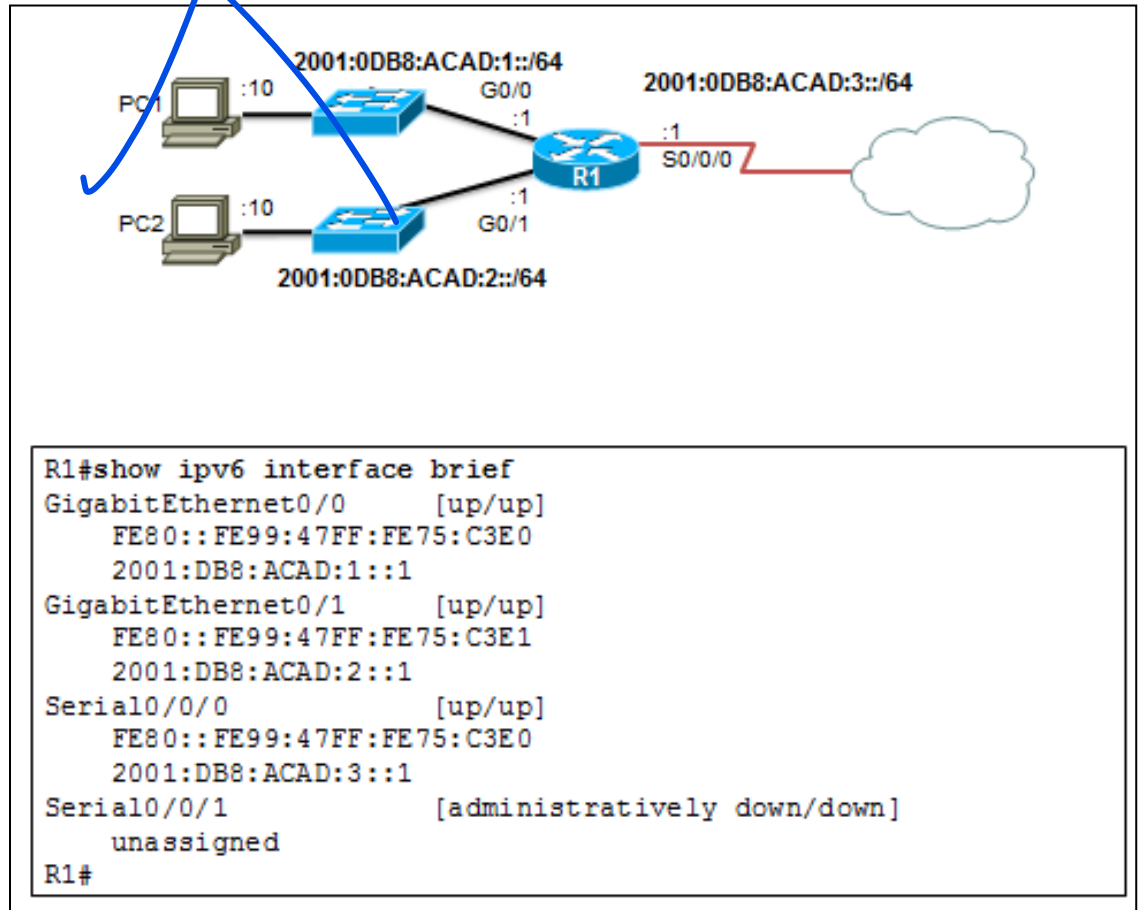 2001:0DB8:ACAD:1::/64
PC1 :10 G0/0 2001:0DB8:ACAD:3::/64
:1
:1
S0/0/0
R1
PC2 :10 :1
G0/1
2001:0DB8:ACAD:2::/64
R1#show ipv6 interface brief
GigabitEthernet0/0 [up/up]
FE80::FE99:47FF:FE75:C3E0
2001:DB8:ACAD:1::1
GigabitEthernet0/1 [up/up]
FE80::FE99:47FF:FE75:C3E1
2001:DB8:ACAD:2::1
Serial0/0/0 [up/up]
FE80::FE99:47FF:FE75:C3E0
2001:DB8:ACAD:3::1
Serial0/0/1 [administratively down/down]
unassigned
R1#